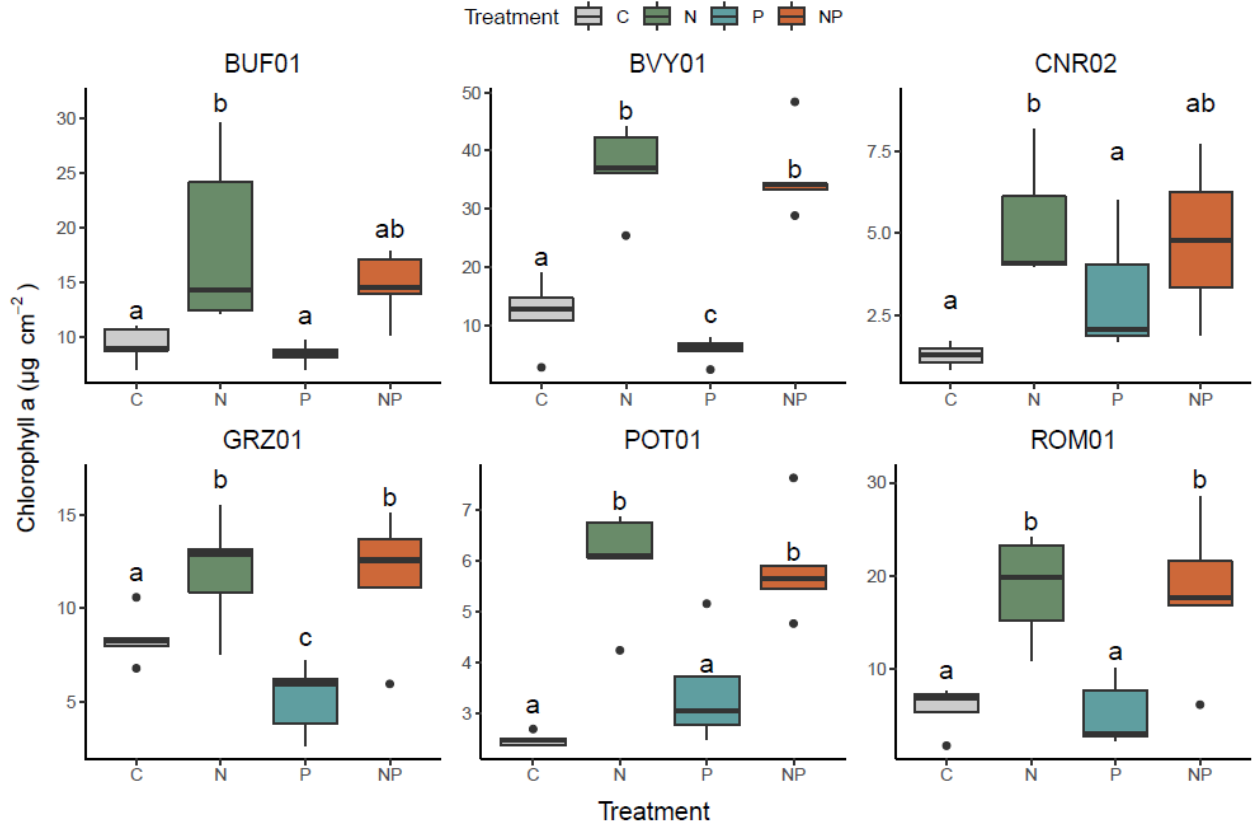 Treatment C N P NP
BUF01 BVY01 CNR02
30
25
20
15
10
b
ab
a
a
C N P NP
50
40
30
20
10
b
b
a
c
C N P NP
7.5
5.0
2.5
b
ab
a
a
C N P NP
Chlorophyll a (µg cm⁻²)
GRZ01 POT01 ROM01
15
10
5
b
b
a
c
C N P NP
7
6
5
4
3
b
b
a
a
C N P NP
30
20
10
b
b
a
a
C N P NP
Treatment